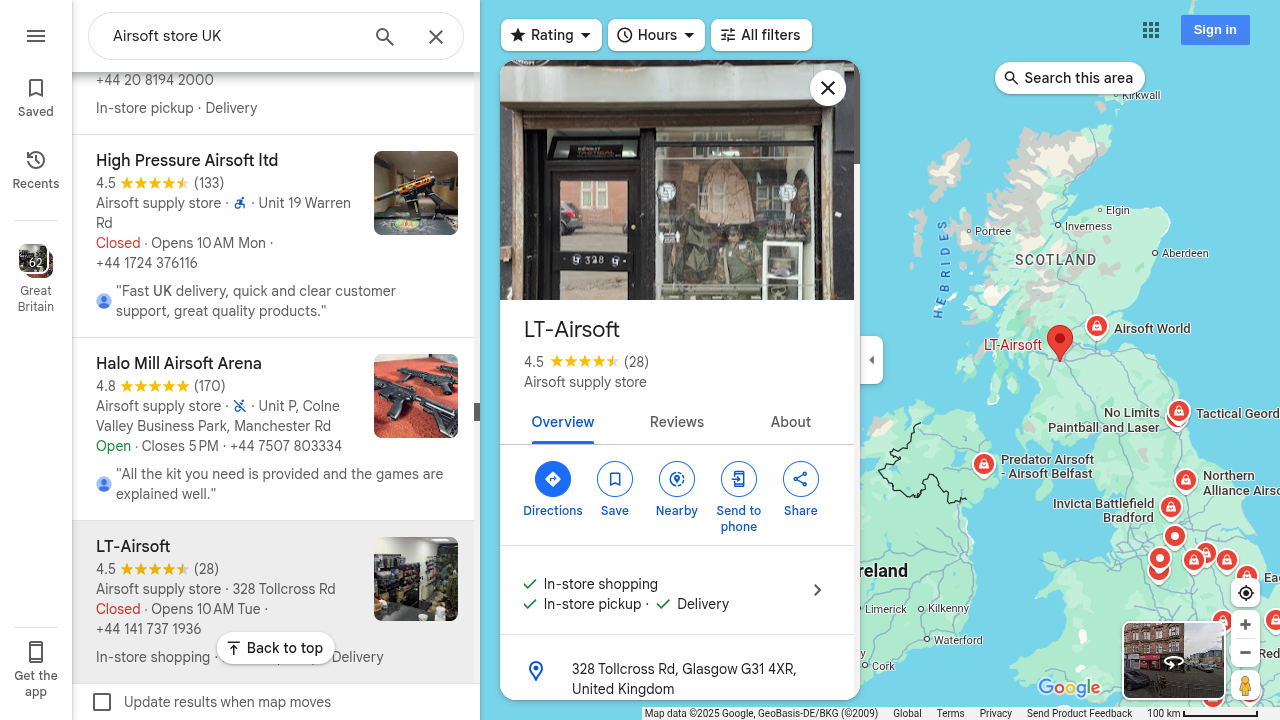 Airsoft store UK
Saved
Recents
62
Great
Britain
Get the
app
+44 20 8194 2000
In-store pickup · Delivery
High Pressure Airsoft ltd
4.5 (133)
Airsoft supply store · · Unit 19 Warren
Rd
Closed · Opens 10 AM Mon ·
+44 1724 376116
"Fast UK delivery, quick and clear customer
support, great quality products."
Halo Mill Airsoft Arena
4.8 (170)
Airsoft supply store · · Unit P, Colne
Valley Business Park, Manchester Rd
Open · Closes 5 PM · +44 7507 803334
"All the kit you need is provided and the games are
explained well."
LT-Airsoft
4.5 (28)
Airsoft supply store · 328 Tollcross Rd
Closed · Opens 10 AM Tue ·
+44 141 737 1936
In-store shopping ·
Delivery
Back to top
Update results when map moves
Rating
Hours
All filters
Sign in
Search this area
328
LT-Airsoft
4.5 (28)
Airsoft supply store
Overview
Reviews
About
Directions
Save
Nearby
Send to
phone
Share
In-store shopping
In-store pickup · Delivery
328 Tollcross Rd, Glasgow G31 4XR,
United Kingdom
Kirkwall
Elgin
Inverness
Portree
Aberdeen
SCOTLAND
HEBRIDES
Airsoft World
LT-Airsoft
No Limits
Paintball and Laser
Tactical Geord
Predator Airsoft
- Airsoft Belfast
Northern
Alliance Airso
Invicta Battlefield
Bradford
reland
Limerick
Kilkenny
Waterford
Cork
Google
Map data ©2025 Google, GeoBasis-DE/BKG (©2009)
Global
Terms
Privacy
Send Product Feedback
100 km